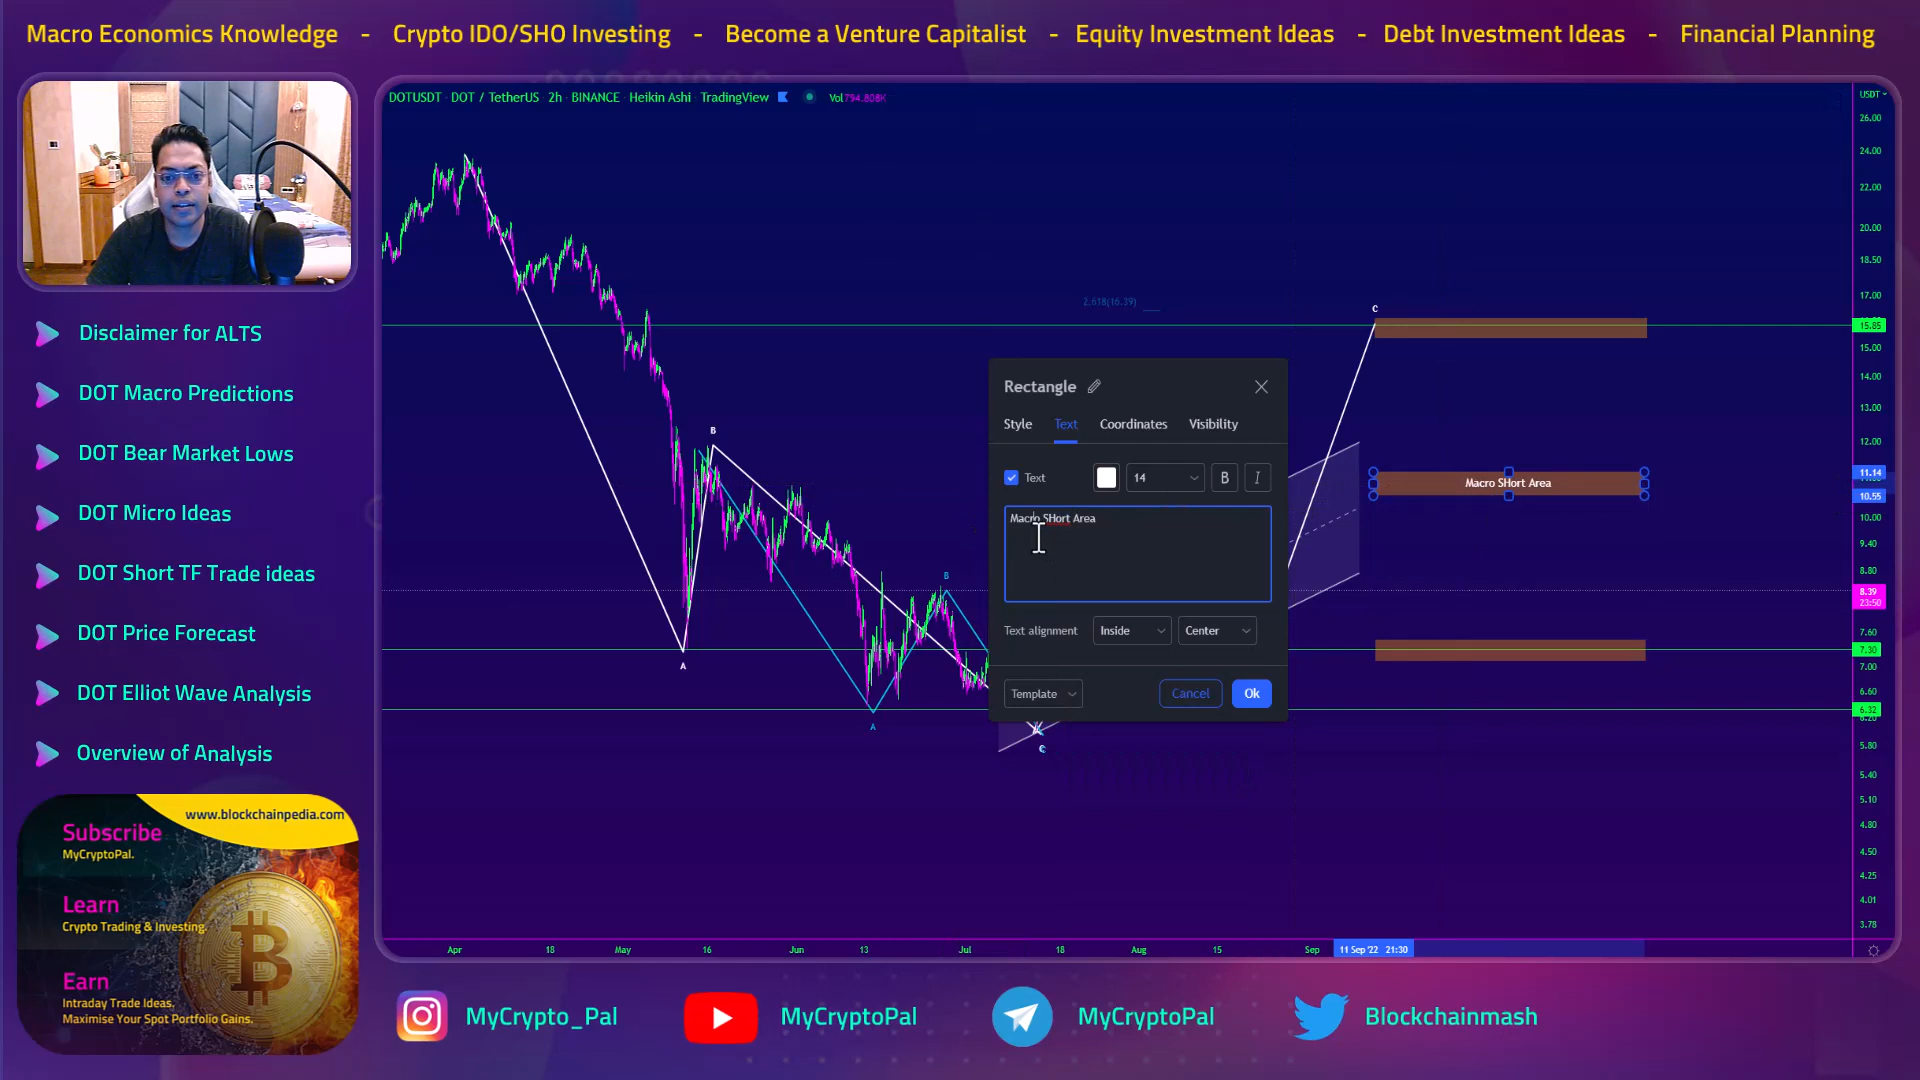 Macro Economics Knowledge - Crypto IDO/SHO Investing - Become a Venture Capitalist - Equity Investment Ideas - Debt Investment Ideas - Financial Planning
DOTUSDT · DOT / TetherUS · 2h · BINANCE · Heikin Ashi · TradingView Vol 794.808K
USDT
26.00
24.00
22.00
20.00
18.50
17.00
15.85
15.00
14.00
13.00
12.00
11.14
10.55
10.00
9.40
8.80
8.39
23:50
7.60
7.30
7.00
6.60
6.32
5.80
5.40
5.10
4.80
4.50
4.25
4.01
3.78
2.618(16.39)
C
B
A
B
A
C
Rectangle
Style Text Coordinates Visibility
Text 14 B I
Macro SHort Area
Text alignment Inside Center
Template Cancel Ok
Macro SHort Area
Apr 18 May 16 Jun 13 Jul 18 Aug 15 Sep 11 Sep '22 21:30
Disclaimer for ALTS
DOT Macro Predictions
DOT Bear Market Lows
DOT Micro Ideas
DOT Short TF Trade ideas
DOT Price Forecast
DOT Elliot Wave Analysis
Overview of Analysis
www.blockchainpedia.com
Subscribe
MyCryptoPal.
Learn
Crypto Trading & Investing.
Earn
Intraday Trade Ideas.
Maximise Your Spot Portfolio Gains.
MyCrypto_Pal MyCryptoPal MyCryptoPal Blockchainmash